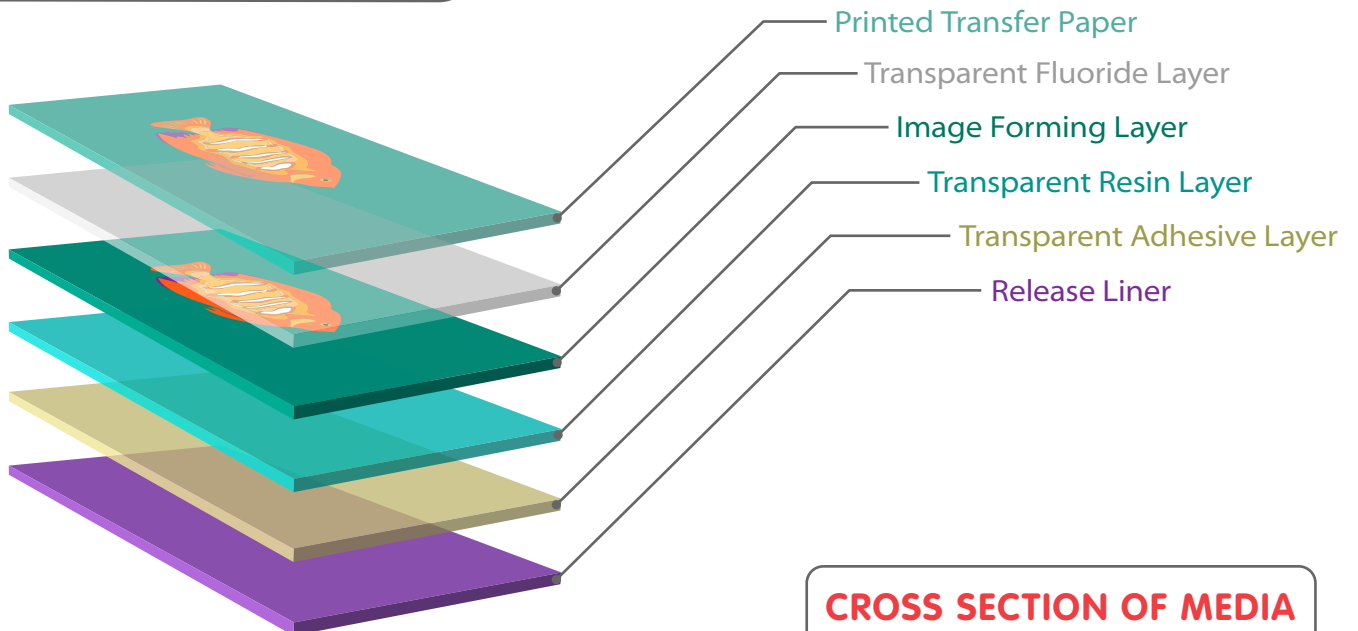 Printed Transfer Paper
Transparent Fluoride Layer
Image Forming Layer
Transparent Resin Layer
Transparent Adhesive Layer
Release Liner
CROSS SECTION OF MEDIA